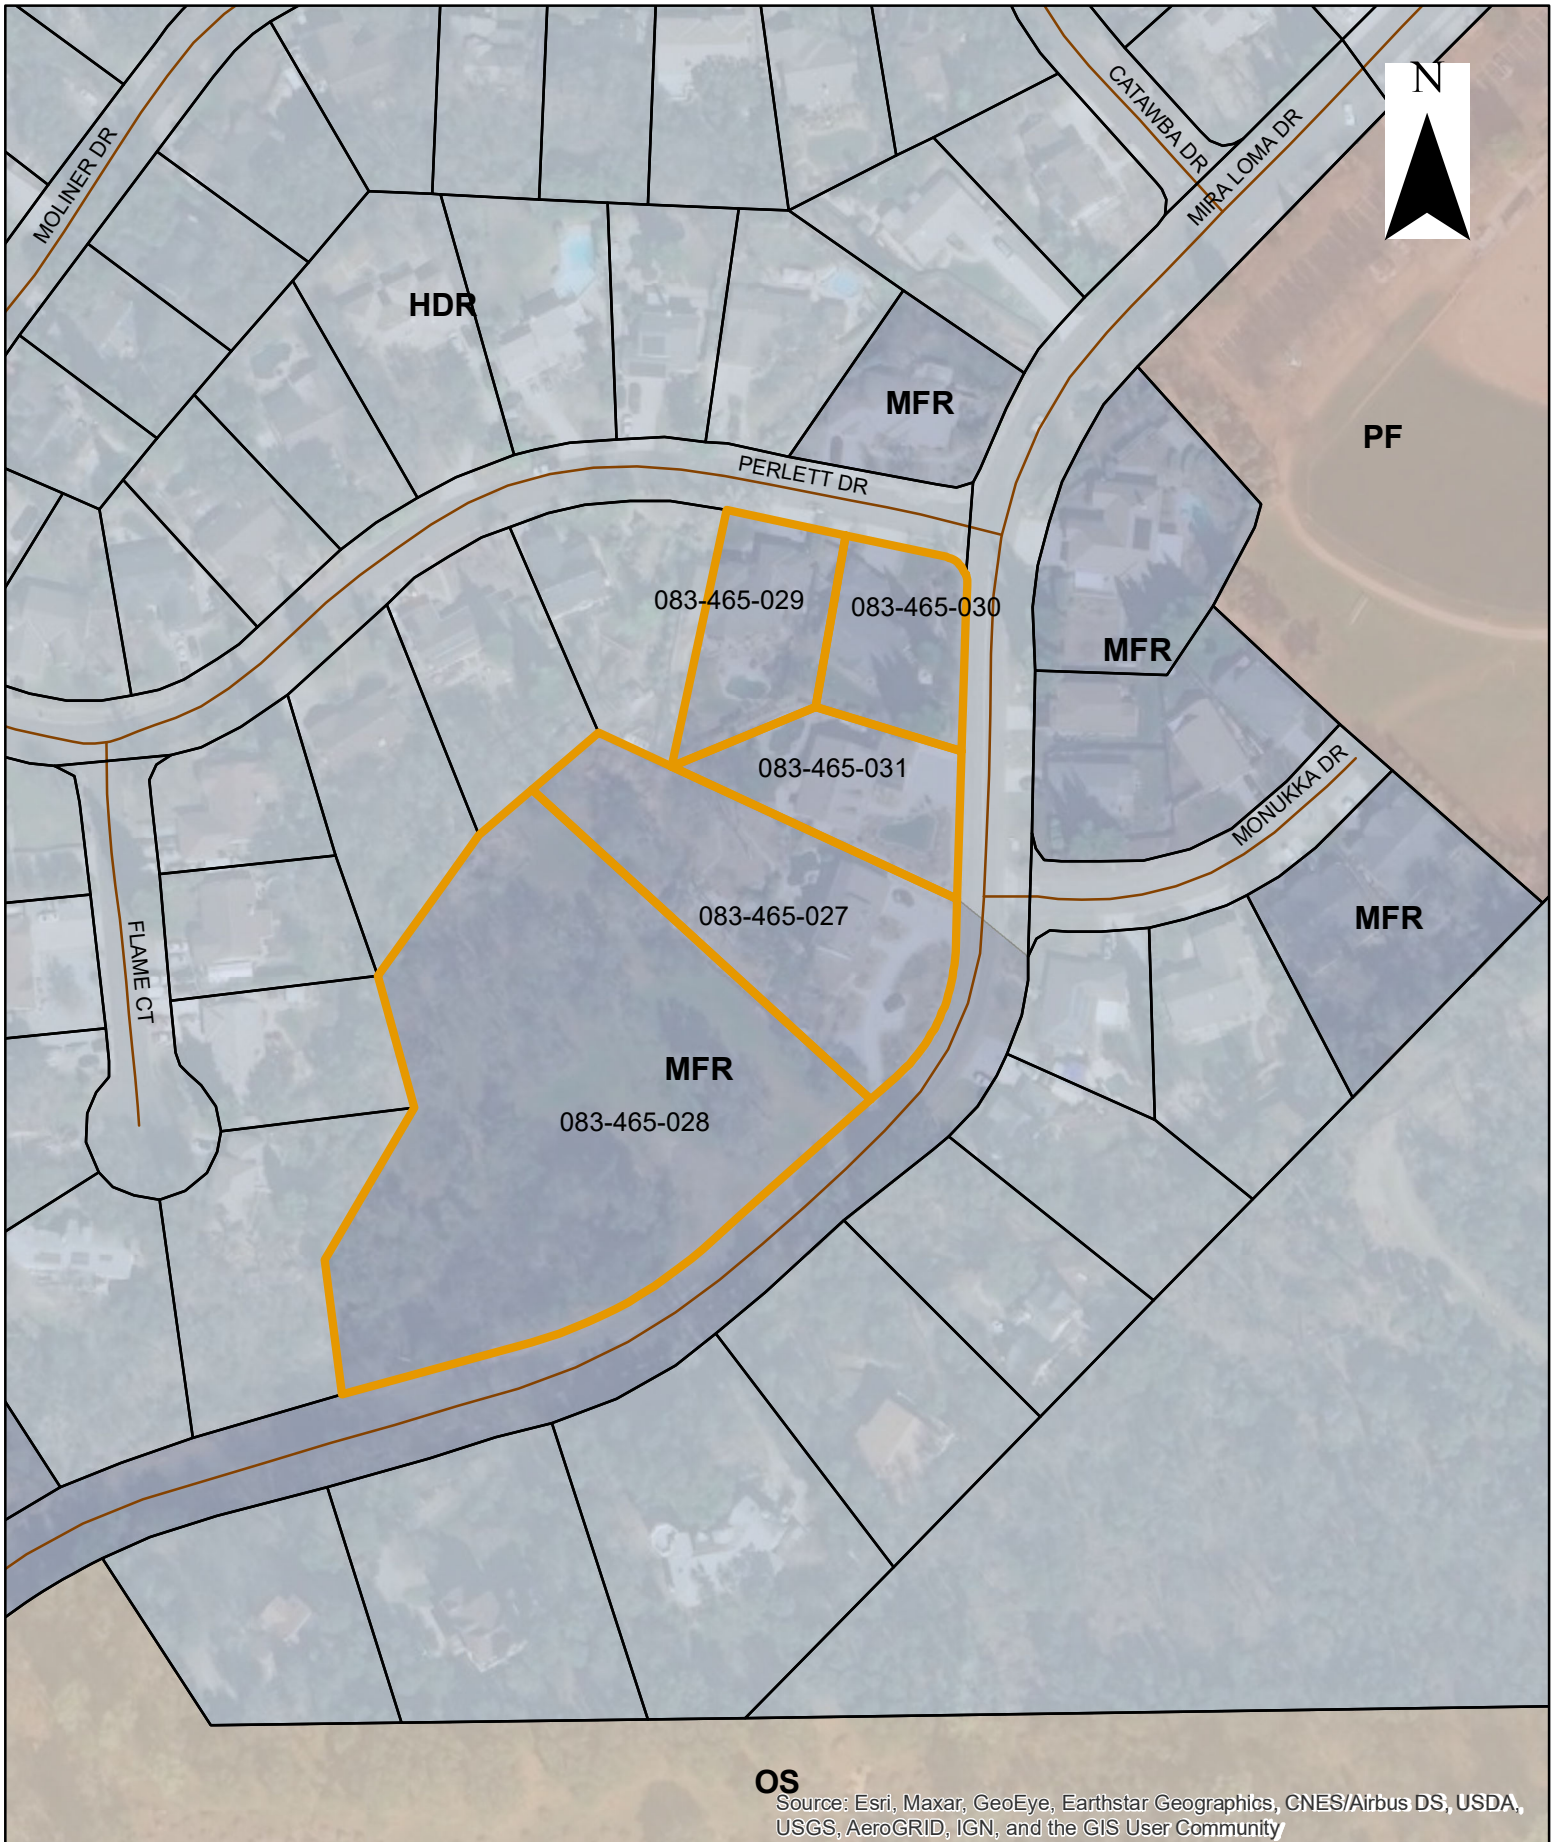 N
CATAWBA DR
MIRA LOMA DR
MOLINER DR
HDR
MFR
PF
PERLETT DR
083-465-029
083-465-030
MFR
083-465-031
MONUKKA DR
083-465-027
MFR
FLAME CT
MFR
083-465-028
OS
Source: Esri, Maxar, GeoEye, Earthstar Geographics, CNES/Airbus DS, USDA,
USGS, AeroGRID, IGN, and the GIS User Community